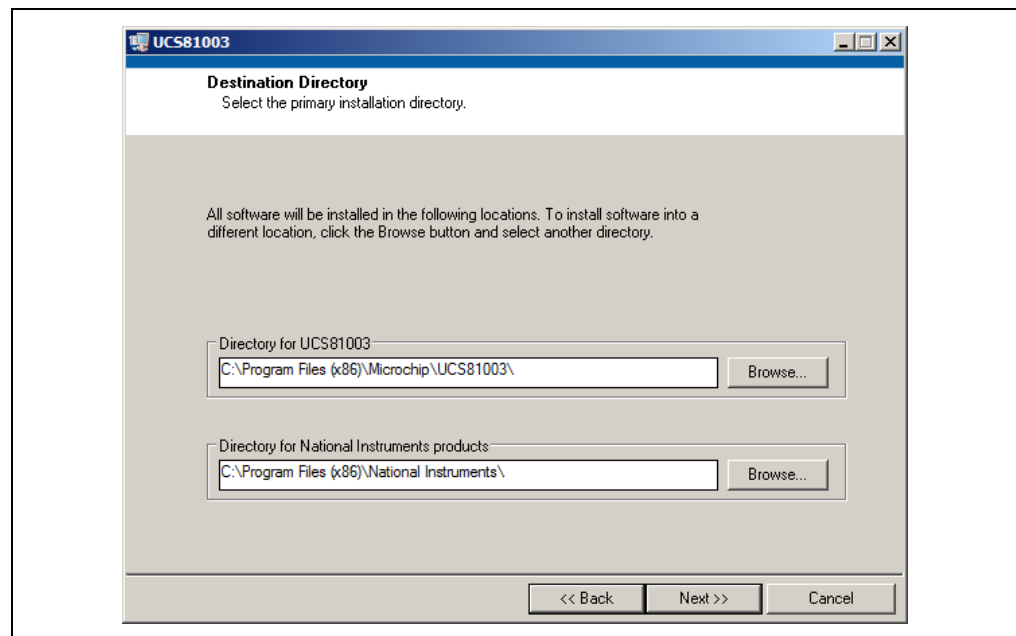 UCS81003
Destination Directory
Select the primary installation directory.
All software will be installed in the following locations. To install software into a
different location, click the Browse button and select another directory.
Directory for UCS81003
C:\Program Files (x86)\Microchip\UCS81003\
Browse...
Directory for National Instruments products
C:\Program Files (x86)\National Instruments\
Browse...
<< Back
Next >>
Cancel